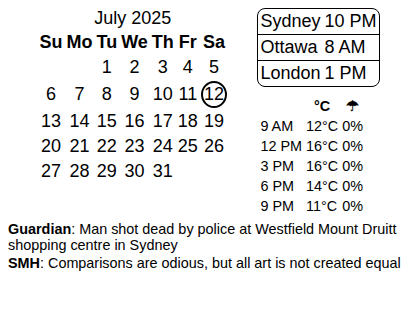 July 2025
Su Mo Tu We Th Fr Sa
1 2 3 4 5
6 7 8 9 10 11 12
13 14 15 16 17 18 19
20 21 22 23 24 25 26
27 28 29 30 31
Sydney 10 PM
Ottawa 8 AM
London 1 PM
°C ☂
9 AM 12°C 0%
12 PM 16°C 0%
3 PM 16°C 0%
6 PM 14°C 0%
9 PM 11°C 0%
Guardian: Man shot dead by police at Westfield Mount Druitt
shopping centre in Sydney
SMH: Comparisons are odious, but all art is not created equal